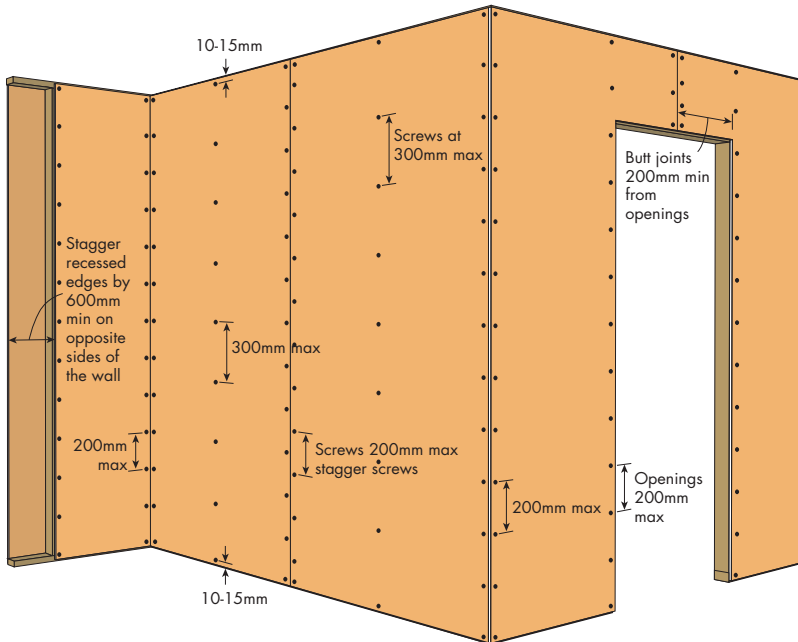 10-15mm
Screws at
300mm max
Butt joints
200mm min
from
openings
Stagger
recessed
edges by
600mm
min on
opposite
sides of
the wall
300mm max
200mm
max
Screws 200mm max
stagger screws
200mm max
Openings
200mm
max
10-15mm